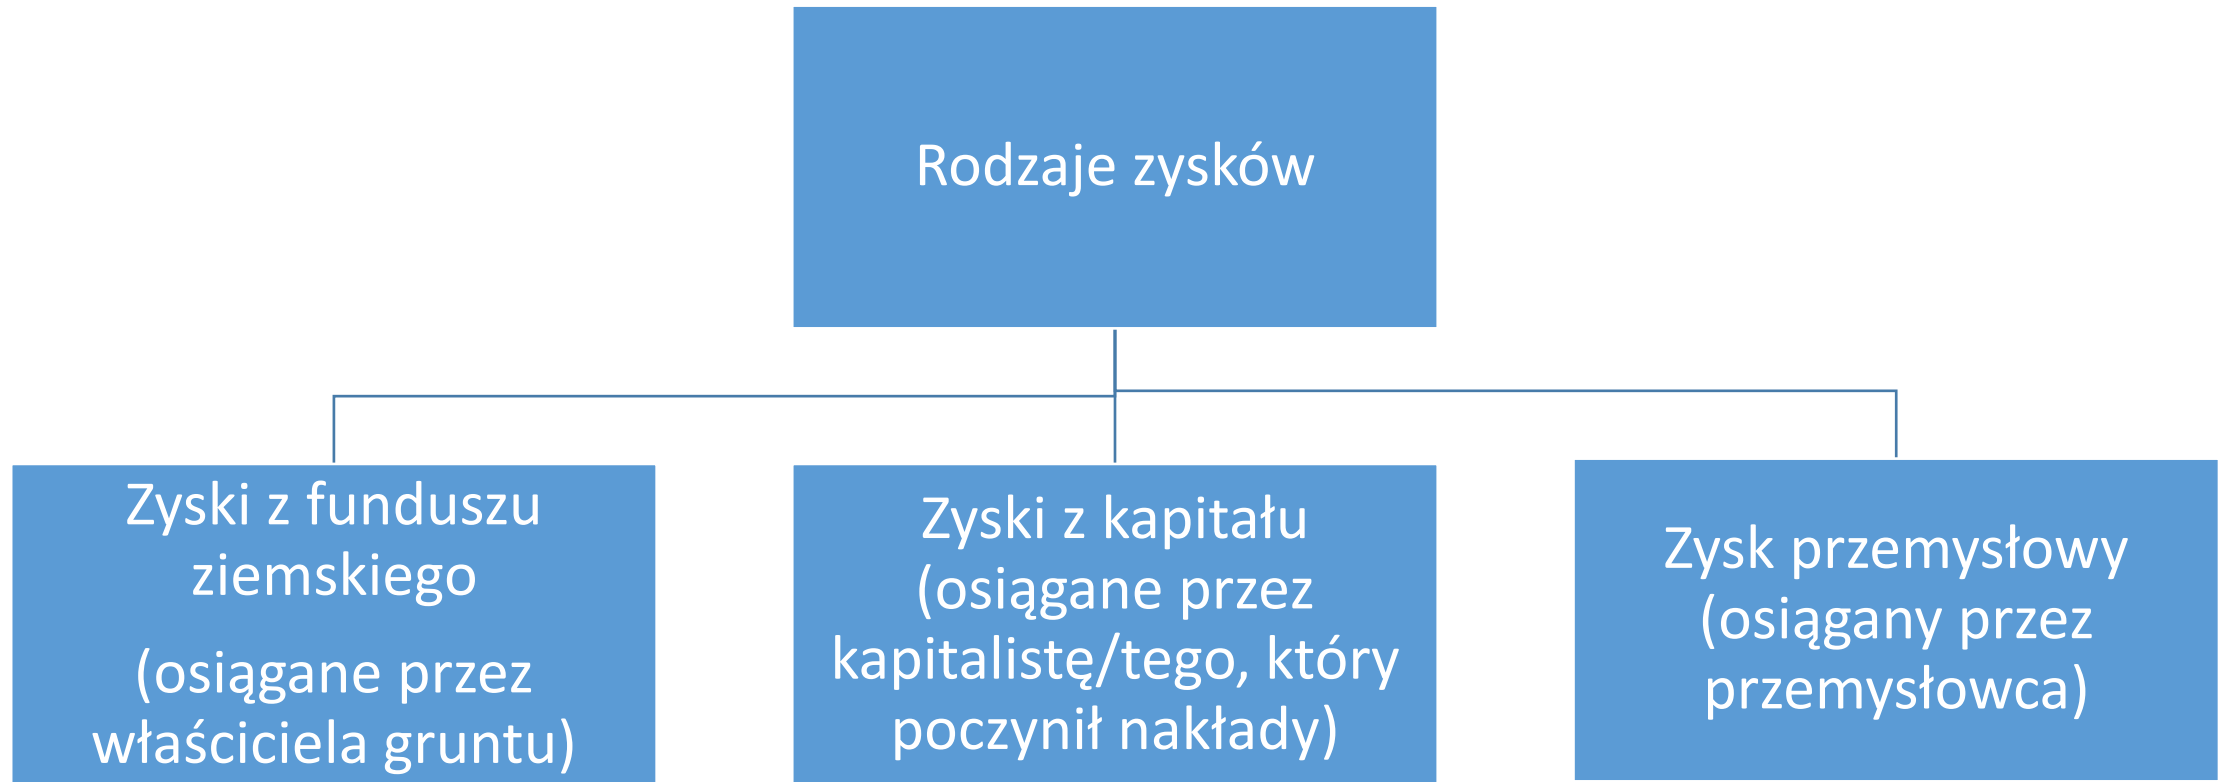 Rodzaje zysków
Zyski z funduszu
ziemskiego
(osiągane przez
właściciela gruntu)
Zyski z kapitału
(osiągane przez
kapitalistę/tego, który
poczynił nakłady)
Zysk przemysłowy
(osiągany przez
przemysłowca)